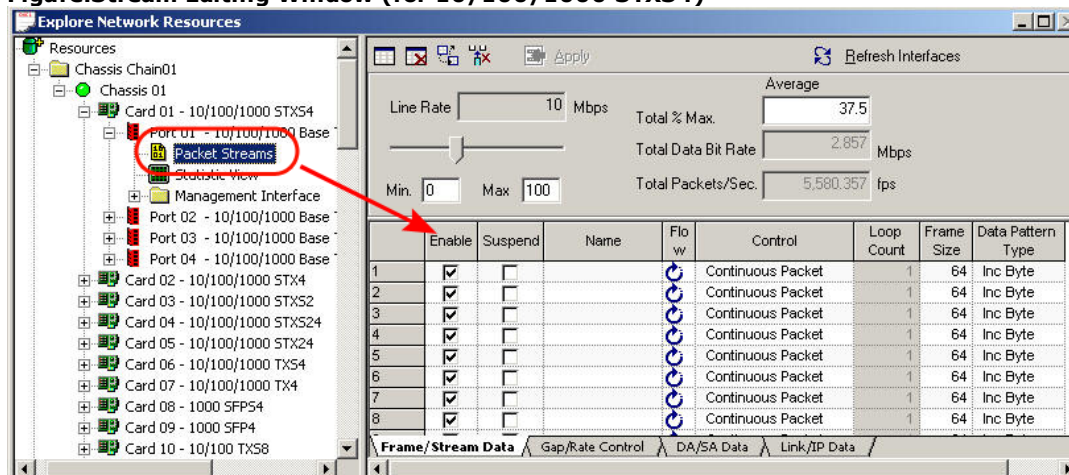 Figure:Stream Editing Window (for 10/100/1000 STXS4)
Explore Network Resources
Resources
Chassis Chain01
Chassis 01
Card 01 - 10/100/1000 STXS4
Port 01 - 10/100/1000 Base
Packet Streams
Statistic View
Management Interface
Port 02 - 10/100/1000 Base
Port 03 - 10/100/1000 Base
Port 04 - 10/100/1000 Base
Card 02 - 10/100/1000 STX4
Card 03 - 10/100/1000 STXS2
Card 04 - 10/100/1000 STXS24
Card 05 - 10/100/1000 STX24
Card 06 - 10/100/1000 TXS4
Card 07 - 10/100/1000 TX4
Card 08 - 1000 SFPS4
Card 09 - 1000 SFP4
Card 10 - 10/100 TXS8
Apply Refresh Interfaces
Average
Line Rate 10 Mbps
Total % Max. 37.5
Total Data Bit Rate 2.857 Mbps
Min. 0 Max 100
Total Packets/Sec. 5,580.357 fps
Enable Suspend Name Flo w Control Loop Count Frame Size Data Pattern Type
1 Continuous Packet 1 64 Inc Byte
2 Continuous Packet 1 64 Inc Byte
3 Continuous Packet 1 64 Inc Byte
4 Continuous Packet 1 64 Inc Byte
5 Continuous Packet 1 64 Inc Byte
6 Continuous Packet 1 64 Inc Byte
7 Continuous Packet 1 64 Inc Byte
8 Continuous Packet 1 64 Inc Byte
Frame/Stream Data Gap/Rate Control DA/SA Data Link/IP Data